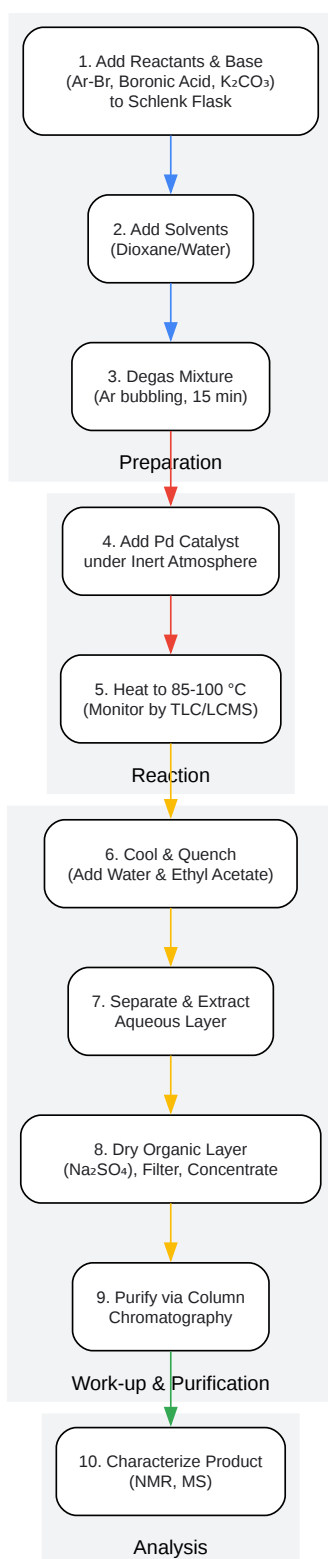 1. Add Reactants & Base
(Ar-Br, Boronic Acid, K₂CO₃)
to Schlenk Flask
2. Add Solvents
(Dioxane/Water)
3. Degas Mixture
(Ar bubbling, 15 min)
Preparation
4. Add Pd Catalyst
under Inert Atmosphere
5. Heat to 85-100 °C
(Monitor by TLC/LCMS)
Reaction
6. Cool & Quench
(Add Water & Ethyl Acetate)
7. Separate & Extract
Aqueous Layer
8. Dry Organic Layer
(Na₂SO₄), Filter, Concentrate
9. Purify via Column
Chromatography
Work-up & Purification
10. Characterize Product
(NMR, MS)
Analysis